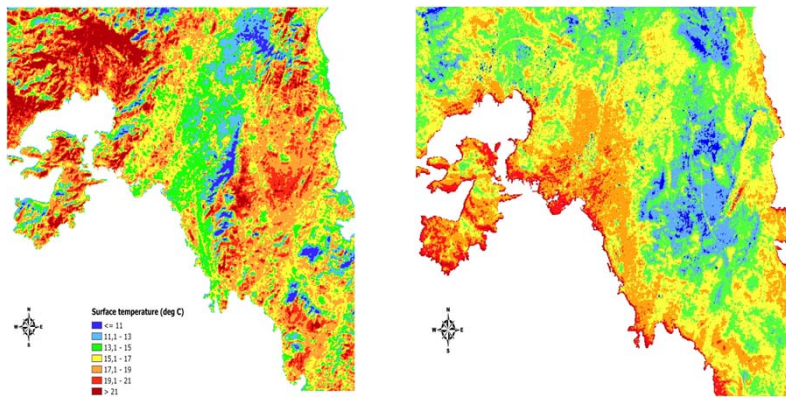 Surface temperature (deg C)
<= 11
11,1 - 13
13,1 - 15
15,1 - 17
17,1 - 19
19,1 - 21
> 21
N
W E
S
N
W E
S